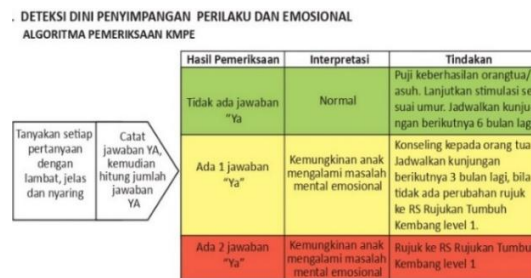 . DETEKSI DINI PENYIMPANGAN PERILAKU DAN EMOSIONAL
ALGORITMA PEMERIKSAAN KMPE
Hasil Pemeriksaan
Interpretasi
Tindakan
Tanyakan setiap
pertanyaan
dengan
lambat, jelas
dan nyaring
Catat
jawaban YA,
kemudian
hitung jumlah
jawaban
YA
Tidak ada jawaban
"Ya
Normal
Puji keberhasilan orangtua/
asuh. Lanjutkan stimulasi se
suai umur. Jadwalkan kunju
ngan berikutnya 6 bulan lag
Ada 1 jawaban
"Ya"
Kemungkinan anak
mengalami masalah
mental emosional
Konseling kepada orang tua
Jadwalkan kunjungan
berikutnya 3 bulan lagi, bila
tidak ada perubahan rujuk
ke RS Rujukan Tumbuh
Kembang level 1.
Ada 2 jawaban
"Ya"
Kemungkinan anak
mengalami masalah
mental emosional
Rujuk ke RS Rujukan Tumbu
Kembang level 1